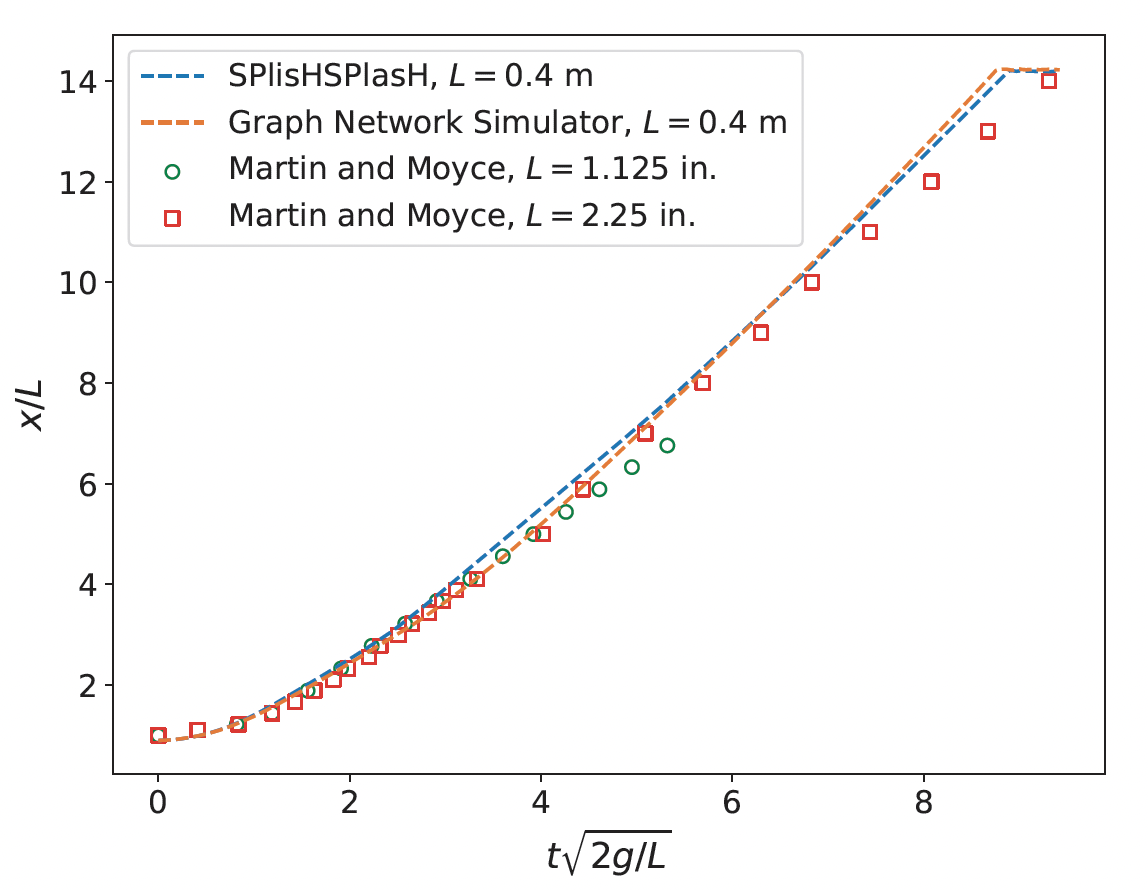 SPlisHSPlasH, L = 0.4 m
Graph Network Simulator, L = 0.4 m
Martin and Moyce, L = 1.125 in.
Martin and Moyce, L = 2.25 in.
14
12
10
8
6
4
2
x/L
0 2 4 6 8
t√2g/L